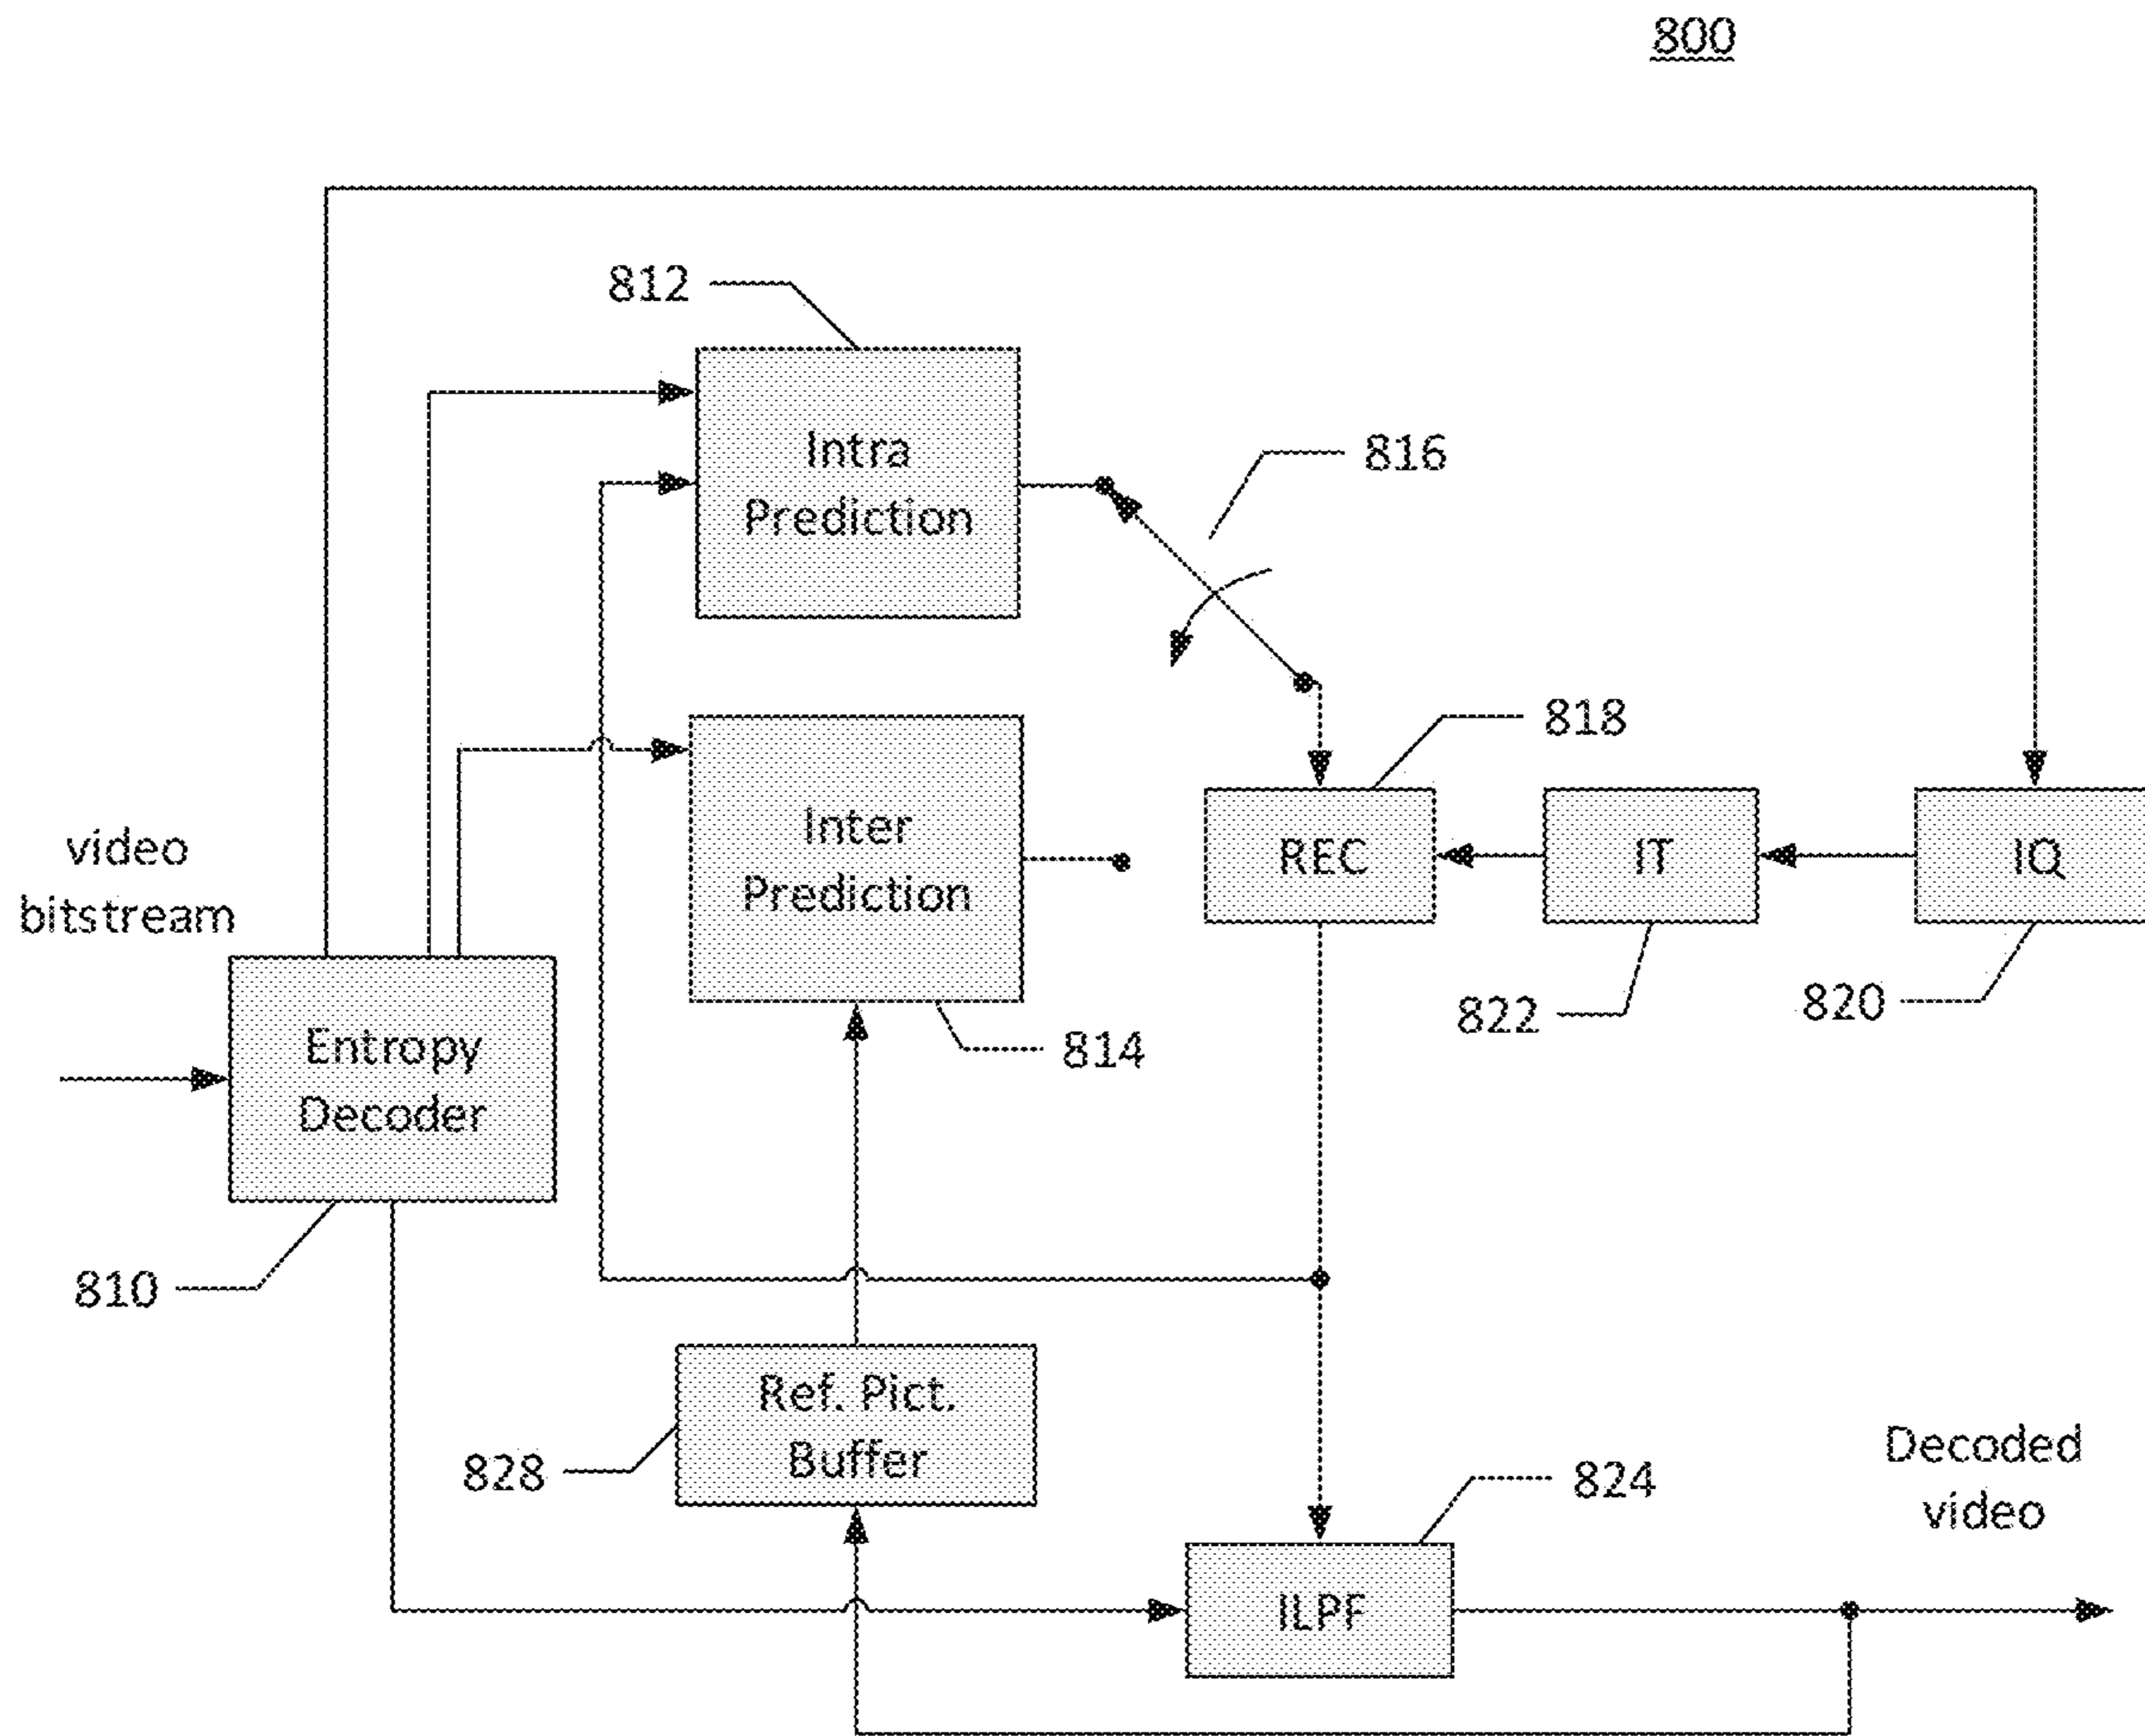 800
812
Intra
Prediction
816
818
video
bitstream
Inter
Prediction
REC
IT
IQ
822
820
814
Entropy
Decoder
810
Ref. Pict.
Buffer
828
824
Decoded
video
ILPF